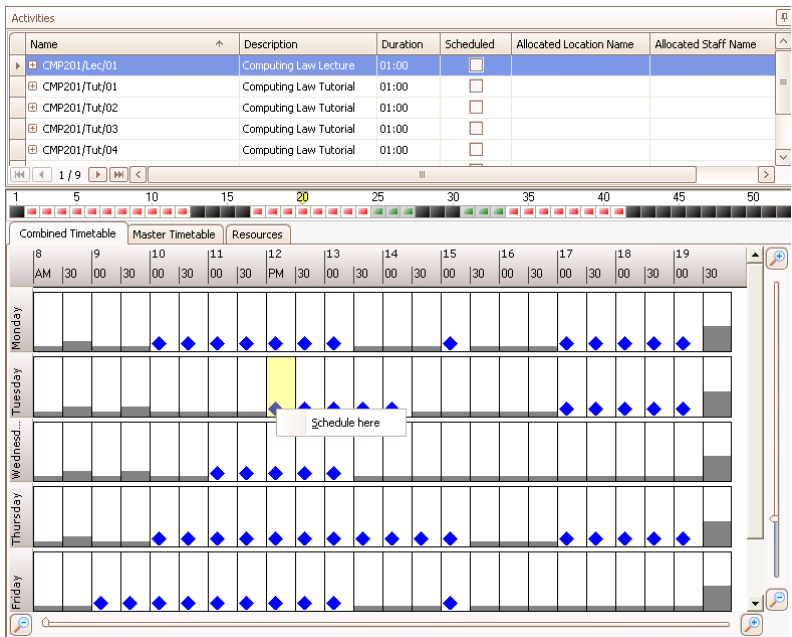 Activities
Name Description Duration Scheduled Allocated Location Name Allocated Staff Name
CMP201/Lec/01 Computing Law Lecture 01:00
CMP201/Tut/01 Computing Law Tutorial 01:00
CMP201/Tut/02 Computing Law Tutorial 01:00
CMP201/Tut/03 Computing Law Tutorial 01:00
CMP201/Tut/04 Computing Law Tutorial 01:00
1 / 9
1 5 10 15 20 25 30 35 40 45 50
Combined Timetable Master Timetable Resources
8 9 10 11 12 13 14 15 16 17 18 19
AM 30 00 30 00 30 00 30 PM 30 00 30 00 30 00 30 00 30 00 30 00 30 00 30
Monday
Tuesday
Schedule here
Wednesd...
Thursday
Friday